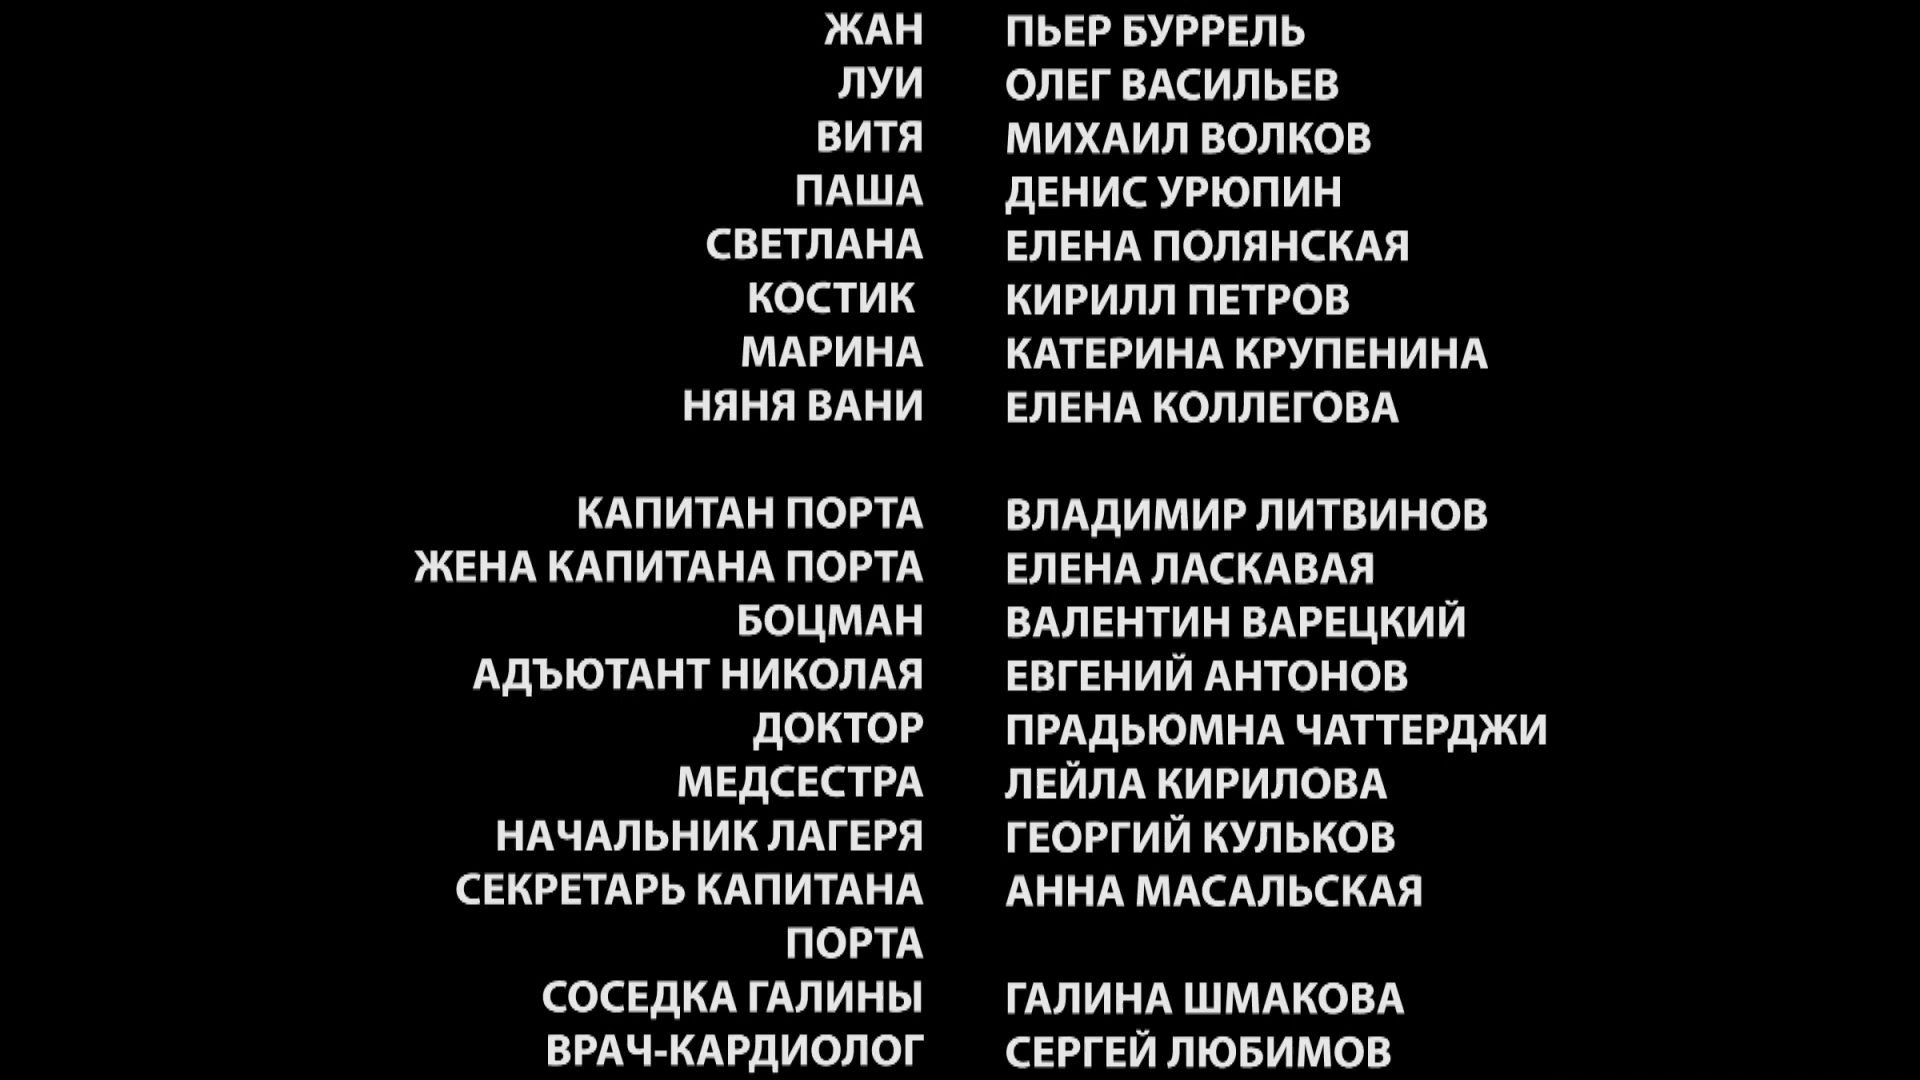 ЖАН ПЬЕР БУРРЕЛЬ
ЛУИ ОЛЕГ ВАСИЛЬЕВ
ВИТЯ МИХАИЛ ВОЛКОВ
ПАША ДЕНИС УРЮПИН
СВЕТЛАНА ЕЛЕНА ПОЛЯНСКАЯ
КОСТИК КИРИЛЛ ПЕТРОВ
МАРИНА КАТЕРИНА КРУПЕНИНА
НЯНЯ ВАНИ ЕЛЕНА КОЛЛЕГОВА
КАПИТАН ПОРТА ВЛАДИМИР ЛИТВИНОВ
ЖЕНА КАПИТАНА ПОРТА ЕЛЕНА ЛАСКАВАЯ
БОЦМАН ВАЛЕНТИН ВАРЕЦКИЙ
АДЪЮТАНТ НИКОЛАЯ ЕВГЕНИЙ АНТОНОВ
ДОКТОР ПРАДЬЮМНА ЧАТТЕРДЖИ
МЕДСЕСТРА ЛЕЙЛА КИРИЛОВА
НАЧАЛЬНИК ЛАГЕРЯ ГЕОРГИЙ КУЛЬКОВ
СЕКРЕТАРЬ КАПИТАНА АННА МАСАЛЬСКАЯ
ПОРТА
СОСЕДКА ГАЛИНЫ ГАЛИНА ШМАКОВА
ВРАЧ-КАРДИОЛОГ СЕРГЕЙ ЛЮБИМОВ